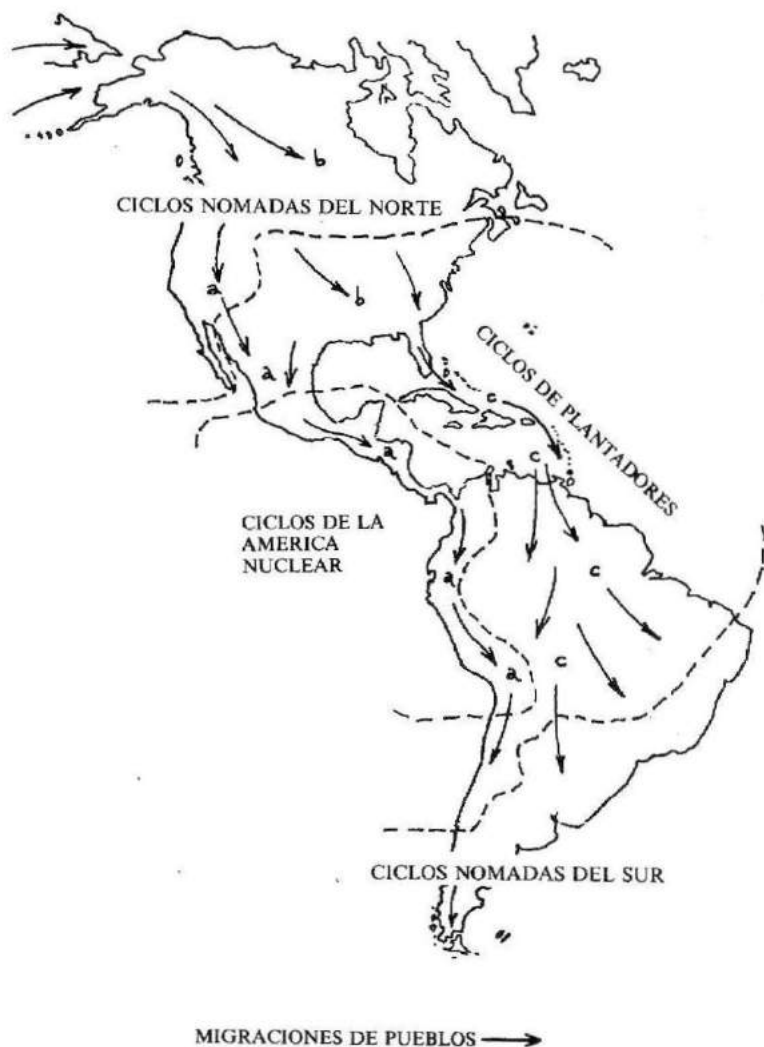 b
CICLOS NOMADAS DEL NORTE
a
b
a
CICLOS DE PLANTADORES
c
a
c
CICLOS DE LA
AMERICA
NUCLEAR
a
c
a
c
CICLOS NOMADAS DEL SUR
MIGRACIONES DE PUEBLOS